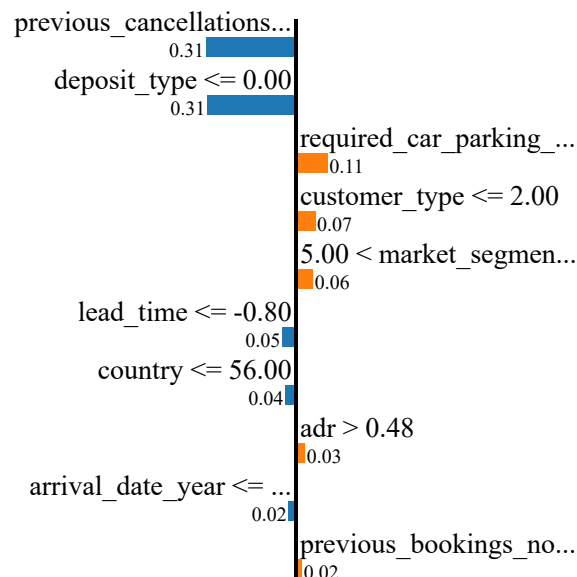 previous_cancellations...
0.31
deposit_type <= 0.00
0.31
required_car_parking_...
0.11
customer_type <= 2.00
0.07
5.00 < market_segmen...
0.06
lead_time <= -0.80
0.05
country <= 56.00
0.04
adr > 0.48
0.03
arrival_date_year <= ...
0.02
previous_bookings_no...
0.02